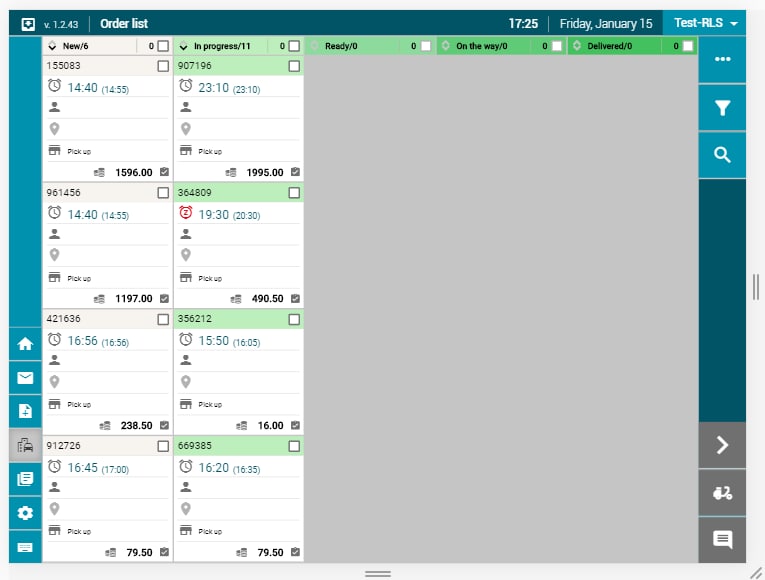 v. 1.2.43 Order list 17:25 Friday, January 15 Test-RLS
New/6 0 In progress/11 0 Ready/0 0 On the way/0 0 Delivered/0 0
155083 907196
14:40 (14:55) 23:10 (23:10)
Pick up Pick up
1596.00 1995.00
961456 364809
14:40 (14:55) 19:30 (20:30)
Pick up Pick up
1197.00 490.50
421636 356212
16:56 (16:56) 15:50 (16:05)
Pick up Pick up
238.50 16.00
912726 669385
16:45 (17:00) 16:20 (16:35)
Pick up Pick up
79.50 79.50